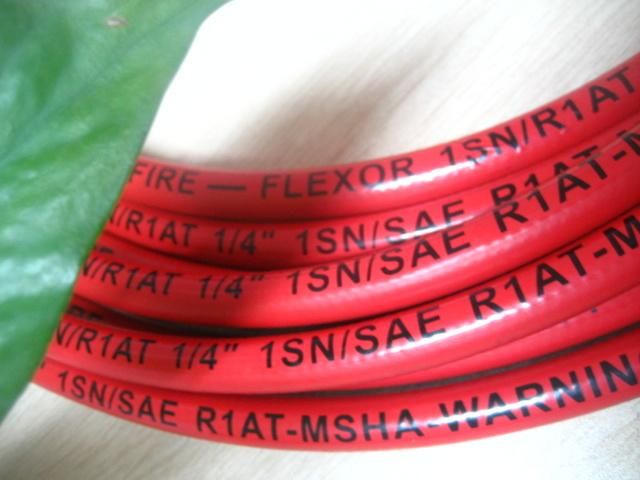 FIRE — FLEXOR 1SN/R1AT
N/R1AT 1/4" 1SN/SAE R1AT-M
N/R1AT 1/4" 1SN/SAE R1AT-M
N/R1AT 1/4" 1SN/SAE R1AT-M
1SN/SAE R1AT-MSHA-WARNIN